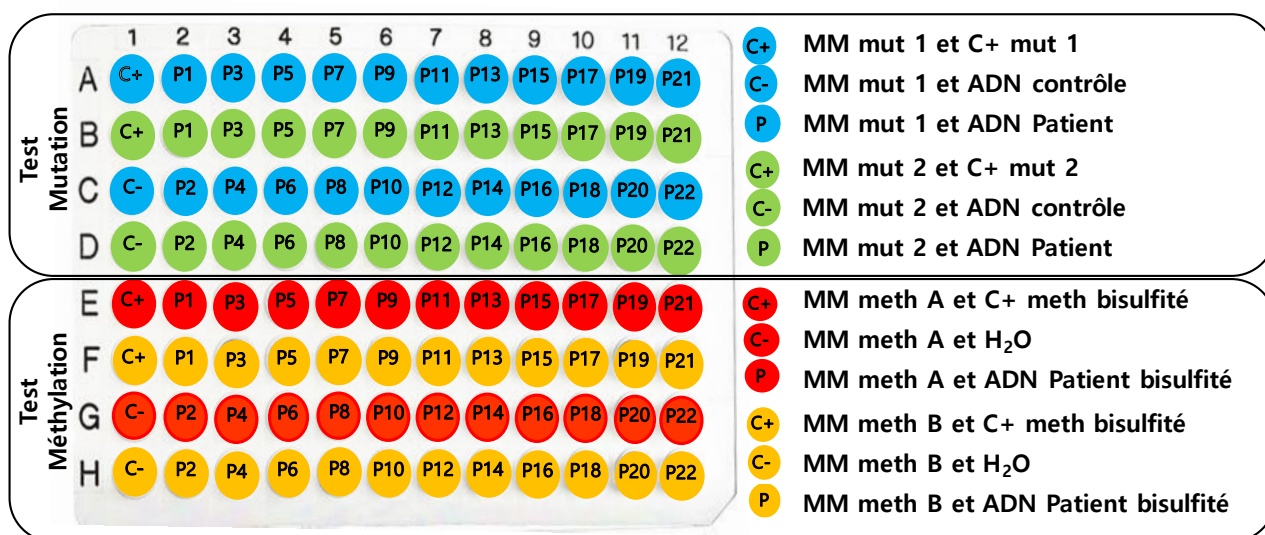 1 2 3 4 5 6 7 8 9 10 11 12
Test Mutation
A C+ P1 P3 P5 P7 P9 P11 P13 P15 P17 P19 P21
B C+ P1 P3 P5 P7 P9 P11 P13 P15 P17 P19 P21
C C- P2 P4 P6 P8 P10 P12 P14 P16 P18 P20 P22
D C- P2 P4 P6 P8 P10 P12 P14 P16 P18 P20 P22
C+ MM mut 1 et C+ mut 1
C- MM mut 1 et ADN contrôle
P MM mut 1 et ADN Patient
C+ MM mut 2 et C+ mut 2
C- MM mut 2 et ADN contrôle
P MM mut 2 et ADN Patient
Test Méthylation
E C+ P1 P3 P5 P7 P9 P11 P13 P15 P17 P19 P21
F C+ P1 P3 P5 P7 P9 P11 P13 P15 P17 P19 P21
G C- P2 P4 P6 P8 P10 P12 P14 P16 P18 P20 P22
H C- P2 P4 P6 P8 P10 P12 P14 P16 P18 P20 P22
C+ MM meth A et C+ meth bisulfité
C- MM meth A et H₂O
P MM meth A et ADN Patient bisulfité
C+ MM meth B et C+ meth bisulfité
C- MM meth B et H₂O
P MM meth B et ADN Patient bisulfité